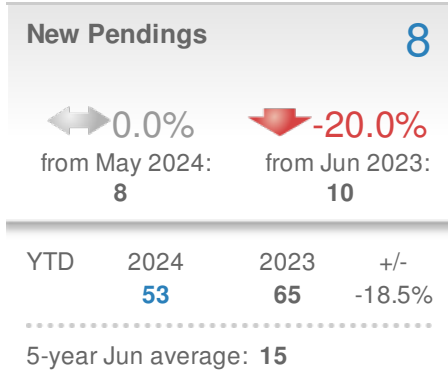 New Pendings 8
0.0% -20.0%
from May 2024: from Jun 2023:
8 10
YTD 2024 2023 +/-
53 65 -18.5%
5-year Jun average: 15